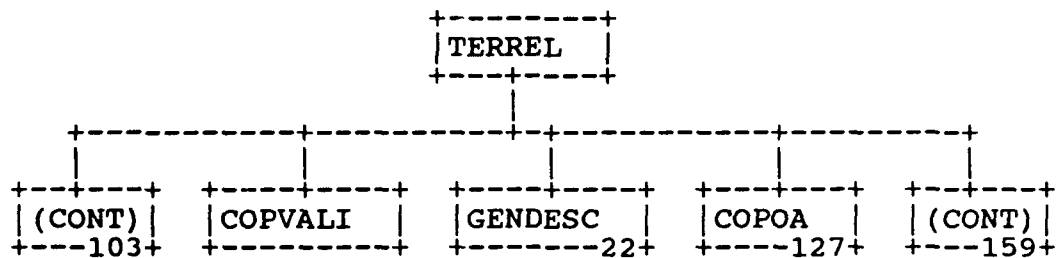 TERREL
(CONT) COPVALI GENDESC COPOA (CONT)
103 22 127 159